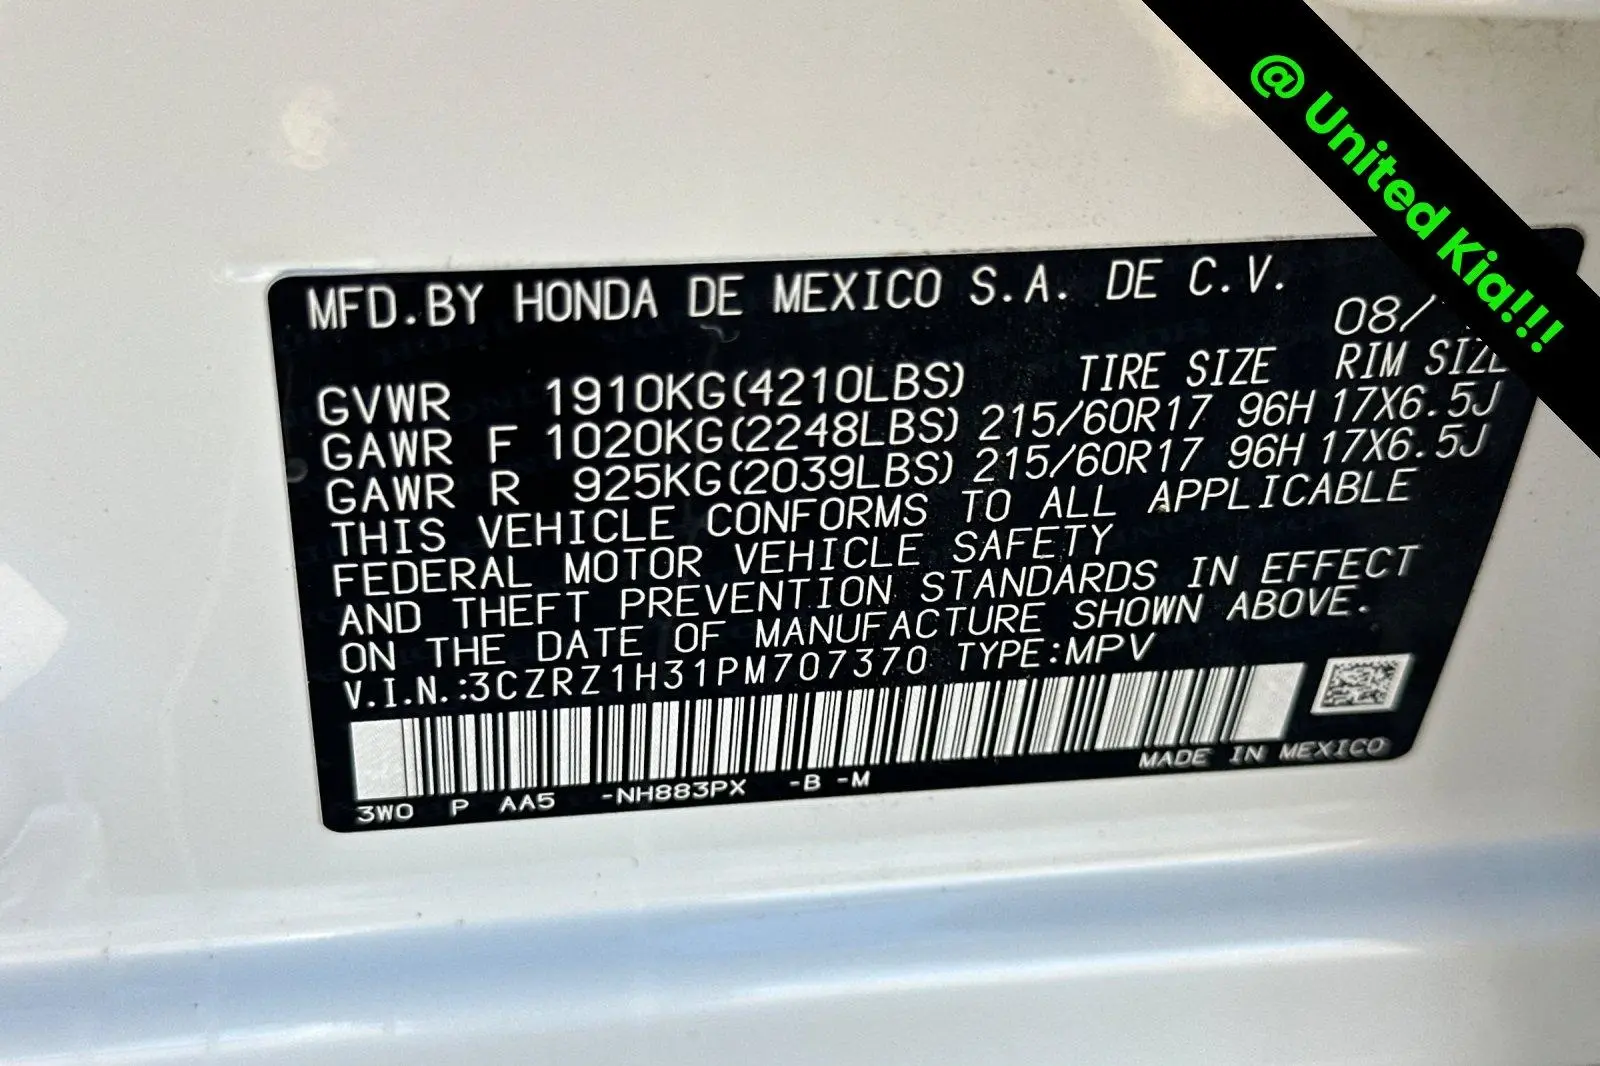 @ United Kia!!!
MFD.BY HONDA DE MEXICO S.A. DE C.V.
08/
TIRE SIZE RIM SIZE
GVWR 1910KG(4210LBS)
GAWR F 1020KG(2248LBS) 215/60R17 96H 17X6.5J
GAWR R 925KG(2039LBS) 215/60R17 96H 17X6.5J
THIS VEHICLE CONFORMS TO ALL APPLICABLE
FEDERAL MOTOR VEHICLE SAFETY
AND THEFT PREVENTION STANDARDS IN EFFECT
ON THE DATE OF MANUFACTURE SHOWN ABOVE.
V.I.N.:3CZRZ1H31PM707370 TYPE:MPV
3WO P AA5 -NH883PX -B -M MADE IN MEXICO